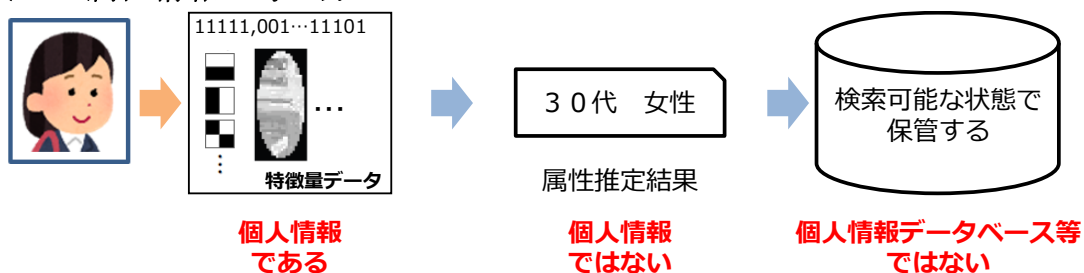 11111,001…11101
…
…
特徴量データ
３０代　女性
検索可能な状態で
保管する
属性推定結果
個人情報
である
個人情報
ではない
個人情報データベース等
ではない